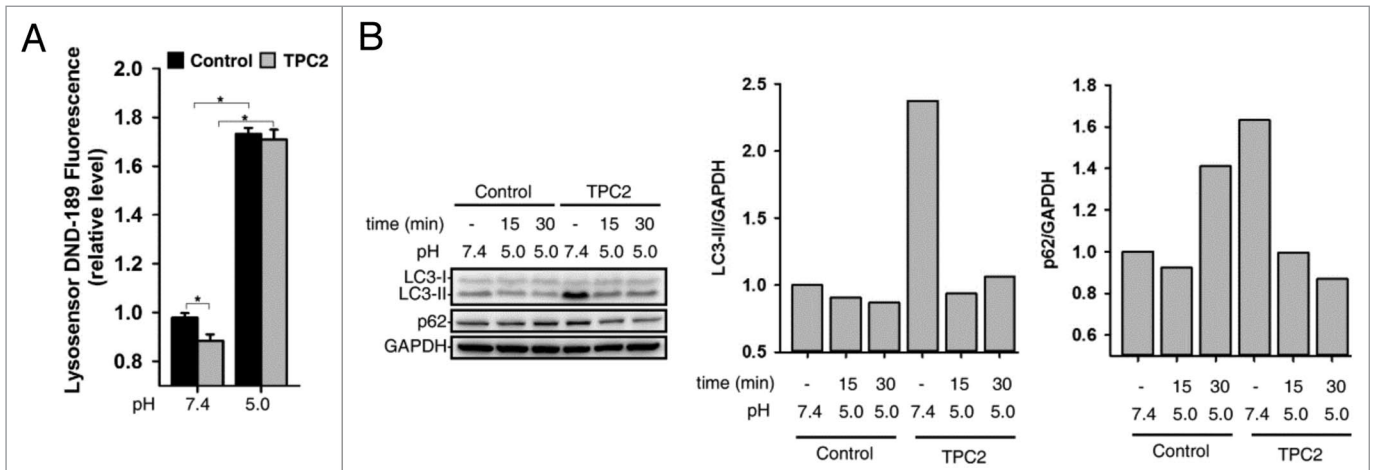 A
Lysosensor DND-189 Fluorescence
(relative level)
Control TPC2
2.0
1.8
1.6
1.4
1.2
1.0
0.8
*
*
*
pH 7.4 5.0
B
Control TPC2
time (min) - 15 30 - 15 30
pH 7.4 5.0 5.0 7.4 5.0 5.0
LC3-I
LC3-II
p62
GAPDH
LC3-II/GAPDH
2.5
2.0
1.5
1.0
0.5
time (min) - 15 30 - 15 30
pH 7.4 5.0 5.0 7.4 5.0 5.0
Control TPC2
p62/GAPDH
1.8
1.6
1.4
1.2
1.0
0.8
0.6
- 15 30 - 15 30
7.4 5.0 5.0 7.4 5.0 5.0
Control TPC2